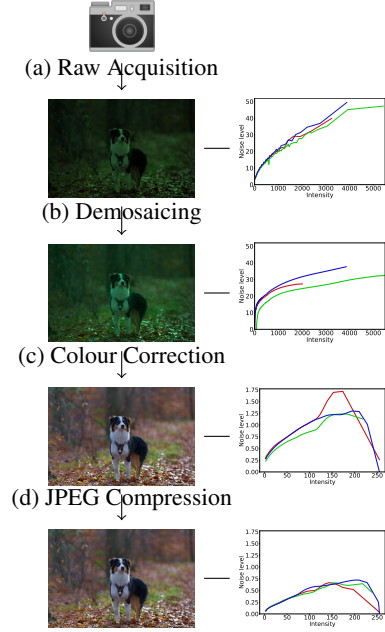 (a) Raw Acquisition
50
40
30
20
10
0
Noise level
0 1000 2000 3000 4000 5000
Intensity
(b) Demosaicing
50
40
30
20
10
0
Noise level
0 1000 2000 3000 4000 5000
Intensity
(c) Colour Correction
1.75
1.50
1.25
1.00
0.75
0.50
0.25
0.00
Noise level
0 50 100 150 200 250
Intensity
(d) JPEG Compression
1.75
1.50
1.25
1.00
0.75
0.50
0.25
0.00
Noise level
0 50 100 150 200 250
Intensity